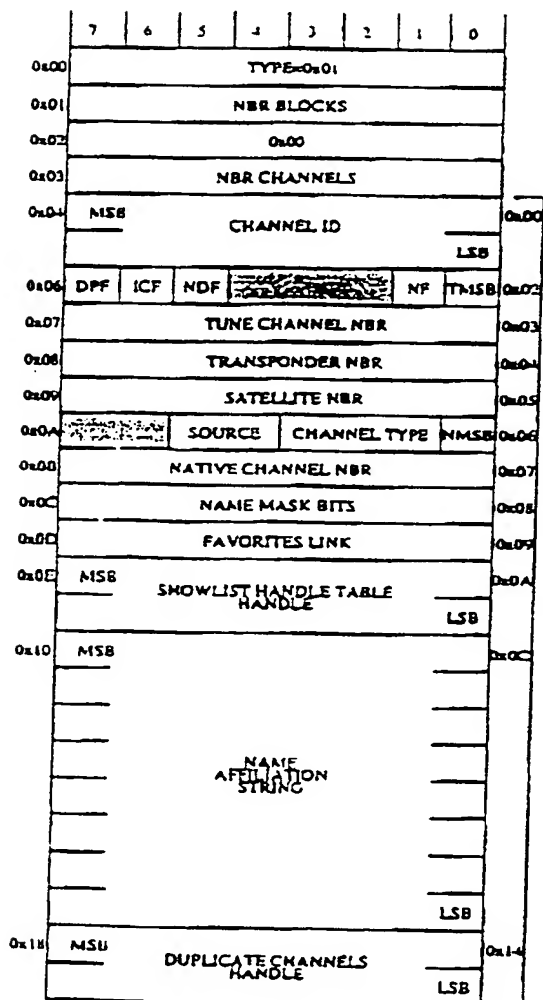 7 6 5 4 3 2 1 0
0x00 TYPE=0x01
0x01 NBR BLOCKS
0x02 0x00
0x03 NBR CHANNELS
0x04 MSB CHANNEL ID 0x00
LSB
0x06 DPF ICF NDF NF TMSB 0x02
0x07 TUNE CHANNEL NBR 0x03
0x08 TRANSPONDER NBR 0x04
0x09 SATELLITE NBR 0x05
0x0A SOURCE CHANNEL TYPE NMSB 0x06
0x0B NATIVE CHANNEL NBR 0x07
0x0C NAME MASK BITS 0x08
0x0D FAVORITES LINK 0x09
0x0E MSB SHOWLIST HANDLE TABLE 0x0A
HANDLE LSB
0x10 MSB 0x0C
NAME
AFFILIATION
STRING
LSB
0x18 MSB DUPLICATE CHANNELS 0x14
HANDLE LSB